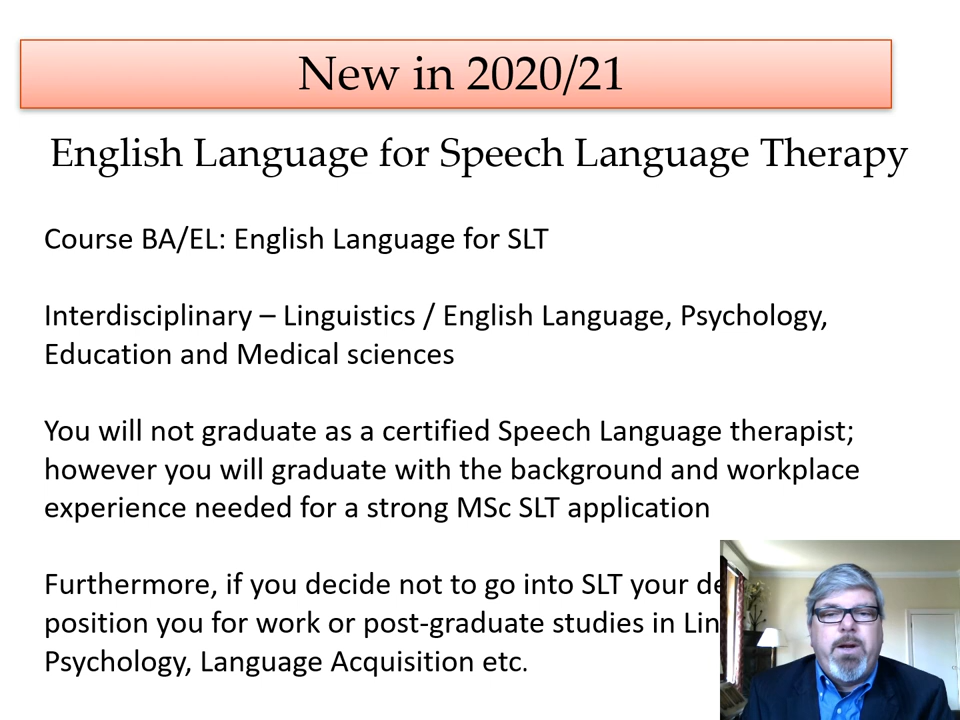 New in 2020/21
English Language for Speech Language Therapy
Course BA/EL: English Language for SLT
Interdisciplinary – Linguistics / English Language, Psychology,
Education and Medical sciences
You will not graduate as a certified Speech Language therapist;
however you will graduate with the background and workplace
experience needed for a strong MSc SLT application
Furthermore, if you decide not to go into SLT your
position you for work or post-graduate studies in
Psychology, Language Acquisition etc.